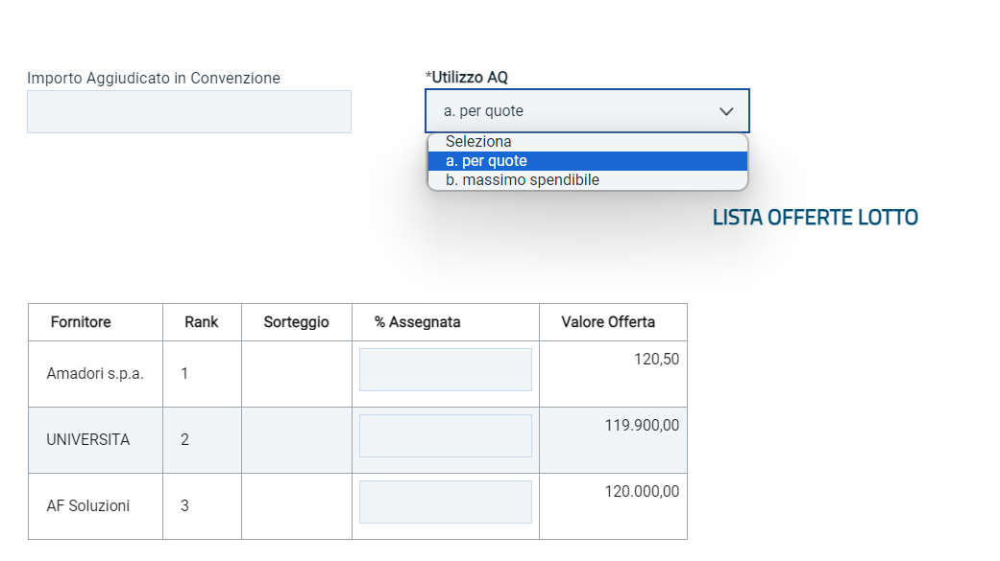 Importo Aggiudicato in Convenzione
*Utilizzo AQ
a. per quote
Seleziona
a. per quote
b. massimo spendibile
LISTA OFFERTE LOTTO
Fornitore Rank Sorteggio % Assegnata Valore Offerta
Amadori s.p.a. 1 120,50
UNIVERSITA 2 119.900,00
AF Soluzioni 3 120.000,00